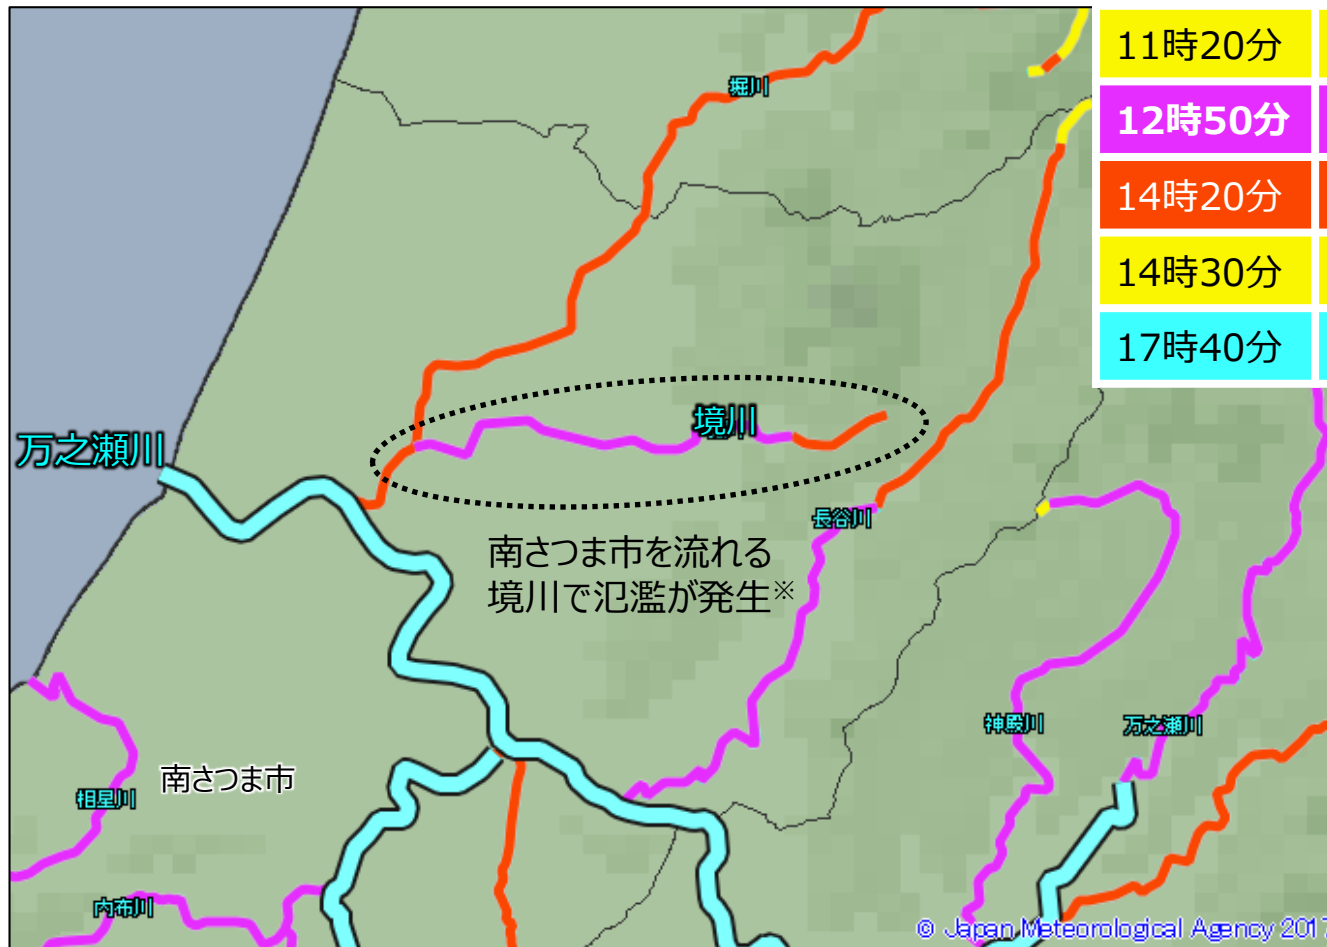 堀川
11時20分
12時50分
14時20分
14時30分
17時40分
境川
万之瀬川
長谷川
南さつま市を流れる
境川で氾濫が発生※
神殿川
万之瀬川
南さつま市
相星川
内布川
© Japan Meteorological Agency 2017